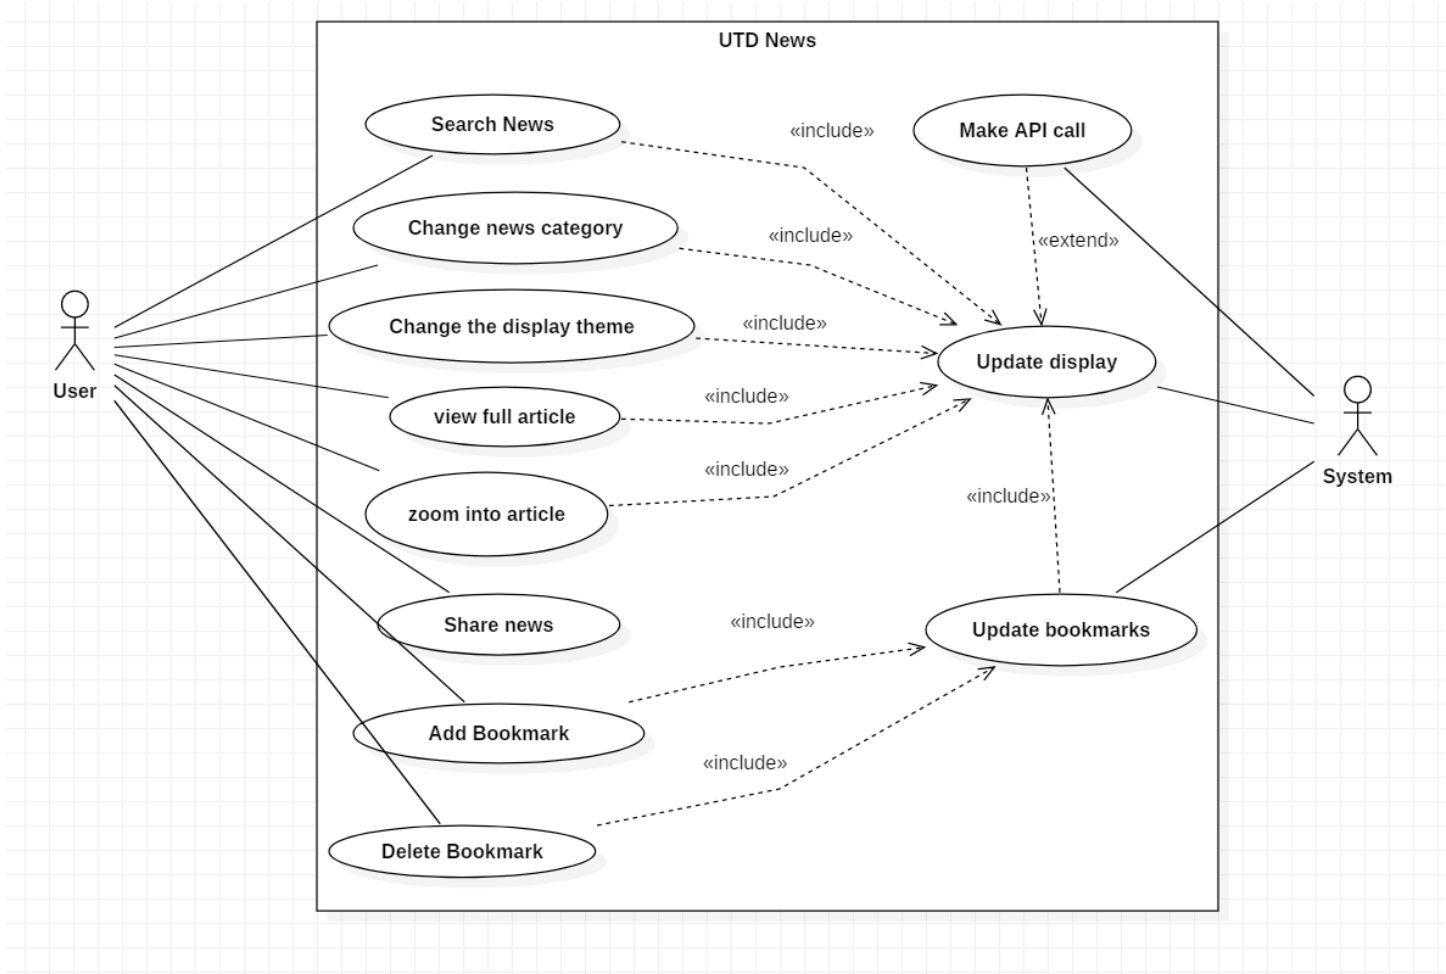 UTD News
Search News
«include»
Make API call
Change news category
«include»
«extend»
Change the display theme
«include»
Update display
User
view full article
«include»
System
zoom into article
«include»
«include»
Share news
«include»
Update bookmarks
Add Bookmark
«include»
Delete Bookmark